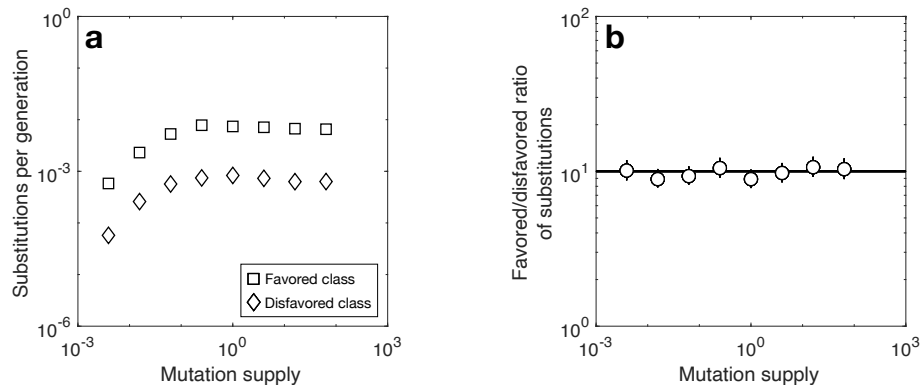 a
10^0
10^-3
10^-6
Substitutions per generation
Favored class
Disfavored class
10^-3
10^0
10^3
Mutation supply
b
10^2
10^1
10^0
Favored/disfavored ratio
of substitutions
10^-3
10^0
10^3
Mutation supply